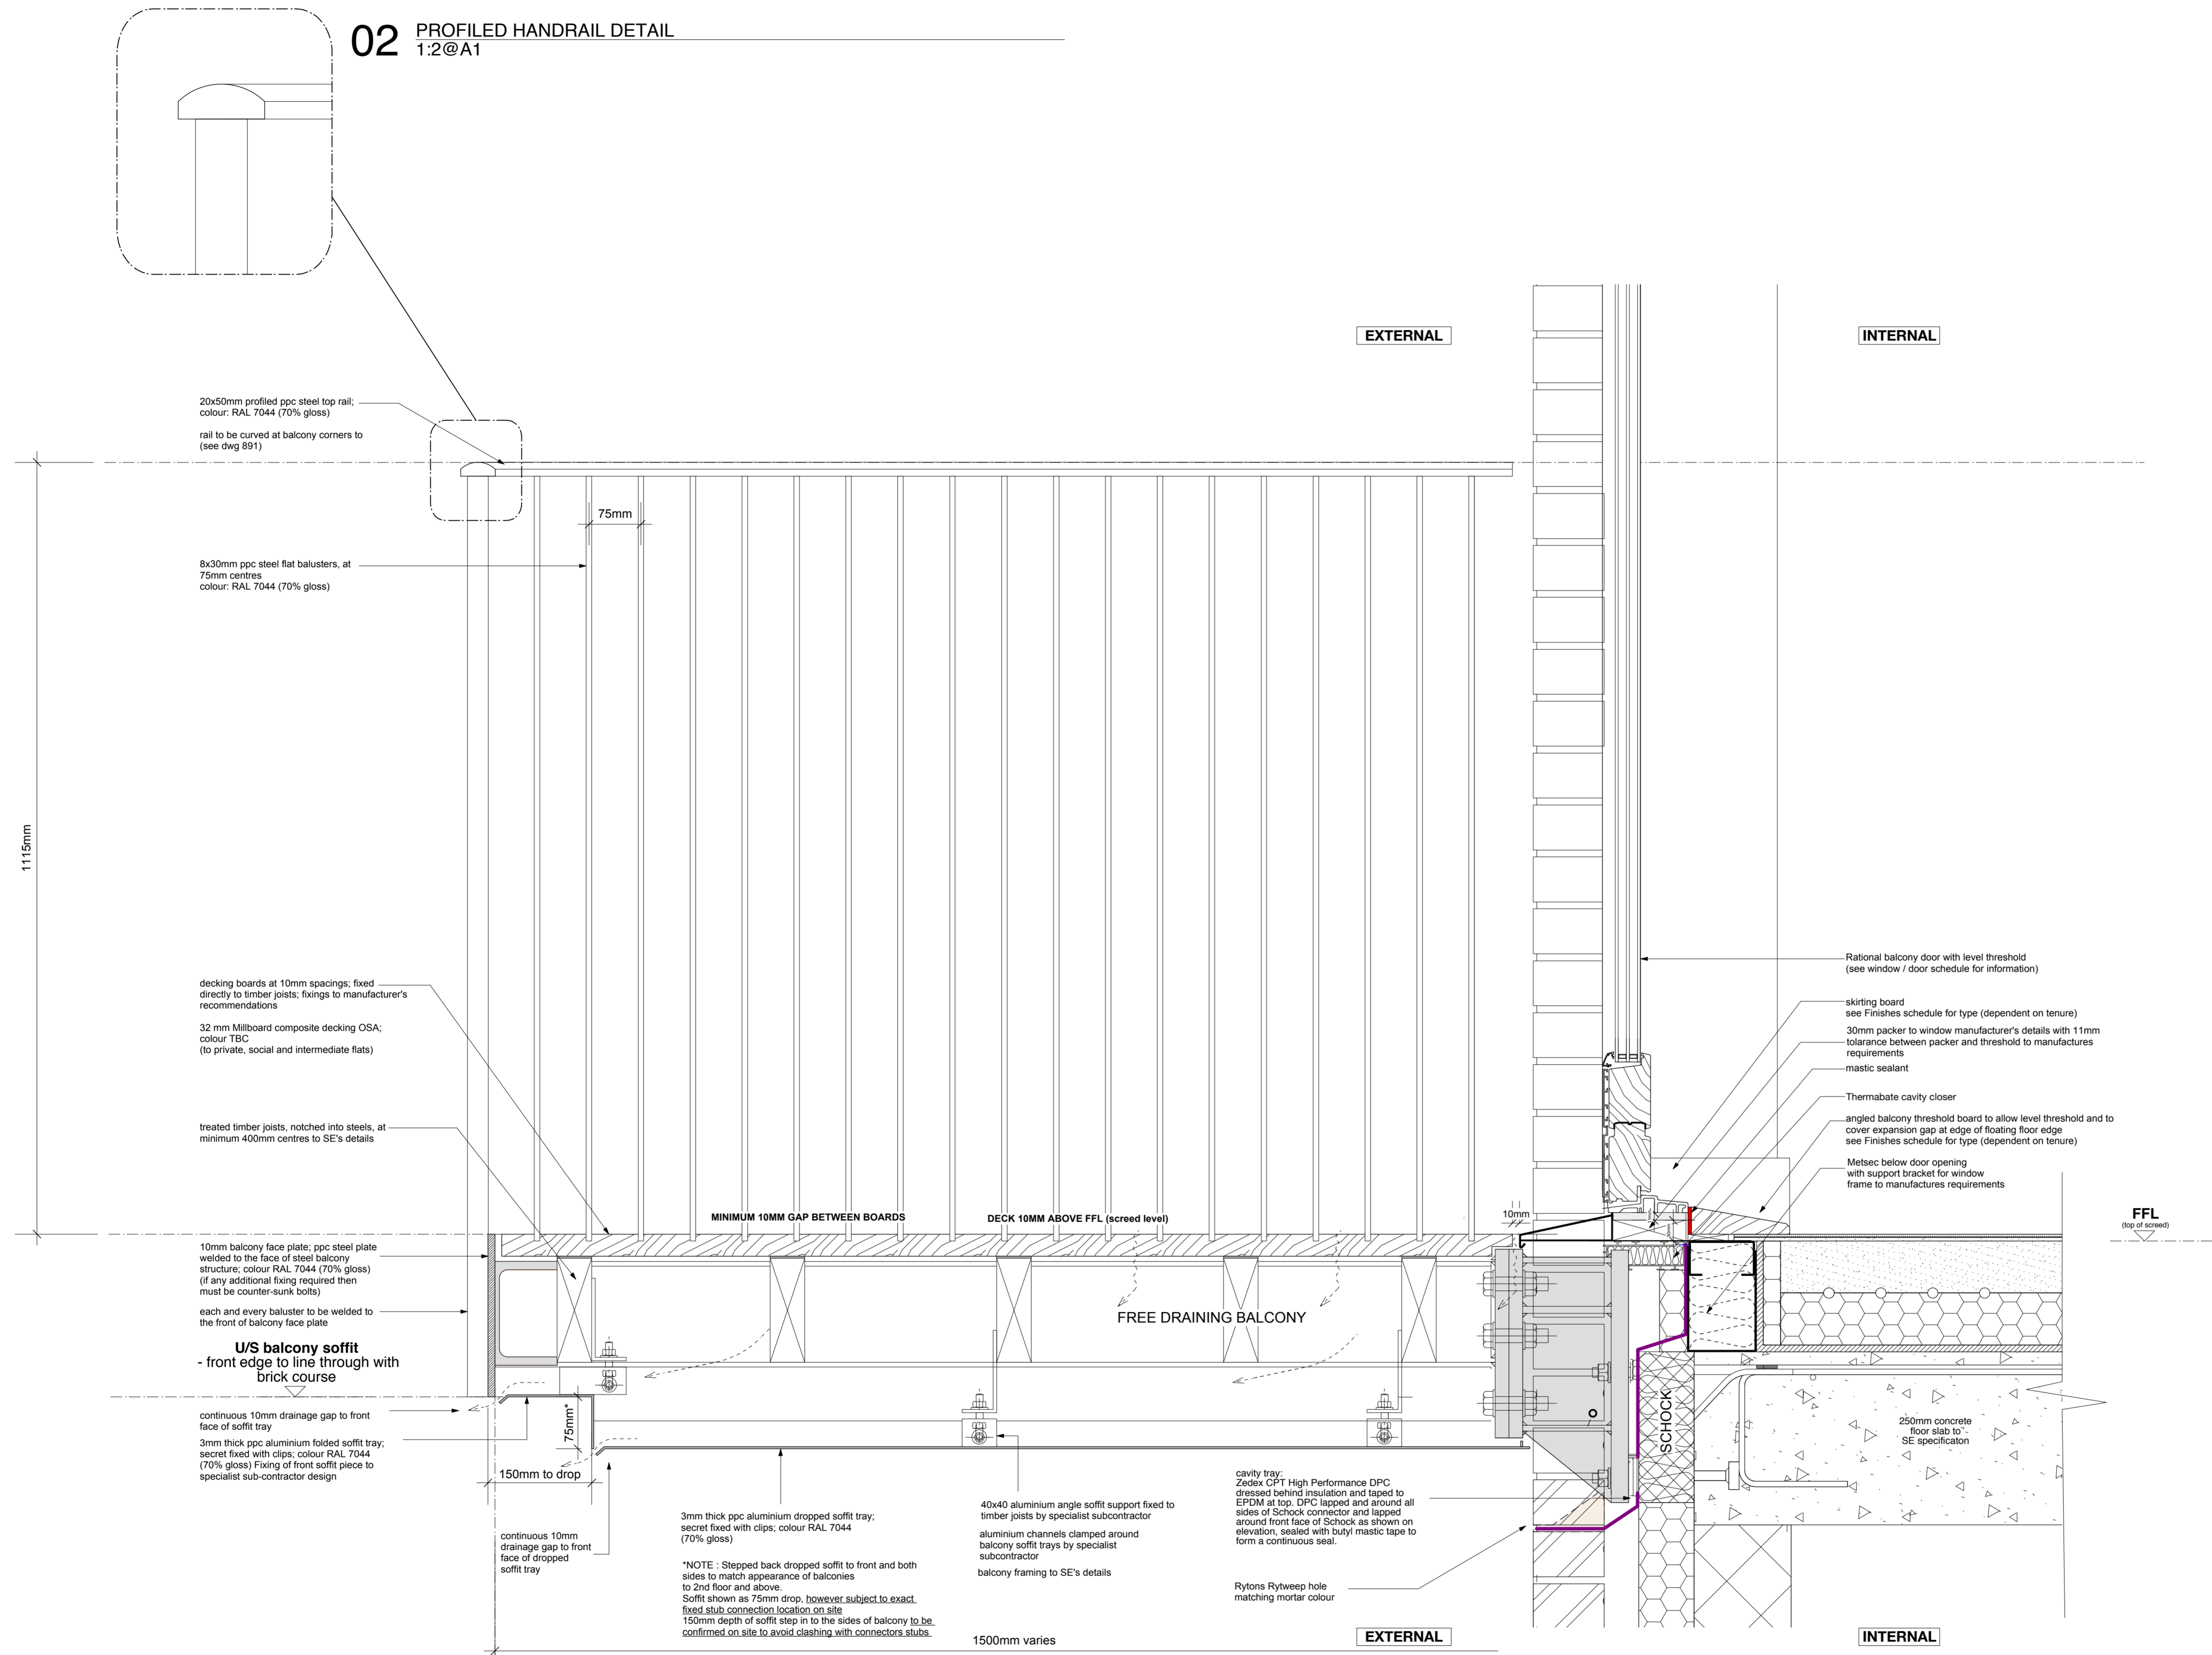 02 PROFILED HANDRAIL DETAIL
1:2@A1
EXTERNAL
INTERNAL
20x50mm profiled ppc steel top rail;
colour: RAL 7044 (70% gloss)
rail to be curved at balcony corners to
(see dwg 891)
75mm
8x30mm ppc steel flat balusters, at
75mm centres
colour: RAL 7044 (70% gloss)
1115mm
decking boards at 10mm spacings; fixed
directly to timber joists; fixings to manufacturer's
recommendations
32 mm Millboard composite decking OSA;
colour TBC
(to private, social and intermediate flats)
treated timber joists, notched into steels, at
minimum 400mm centres to SE's details
Rational balcony door with level threshold
(see window / door schedule for information)
skirting board
see Finishes schedule for type (dependent on tenure)
30mm packer to window manufacturer's details with 11mm
tolarance between packer and threshold to manufactures
requirements
mastic sealant
Thermabate cavity closer
angled balcony threshold board to allow level threshold and to
cover expansion gap at edge of floating floor edge
see Finishes schedule for type (dependent on tenure)
Metsec below door opening
with support bracket for window
frame to manufactures requirements
MINIMUM 10MM GAP BETWEEN BOARDS
DECK 10MM ABOVE FFL (screed level)
10mm
FFL
(top of screed)
10mm balcony face plate; ppc steel plate
welded to the face of steel balcony
structure; colour RAL 7044 (70% gloss)
(if any additional fixing required then
must be counter-sunk bolts)
each and every baluster to be welded to
the front of balcony face plate
FREE DRAINING BALCONY
U/S balcony soffit
- front edge to line through with
brick course
continuous 10mm drainage gap to front
face of soffit tray
3mm thick ppc aluminium folded soffit tray;
secret fixed with clips; colour RAL 7044
(70% gloss) Fixing of front soffit piece to
specialist sub-contractor design
75mm*
150mm to drop
SCHOCK
250mm concrete
floor slab to
SE specificaton
continuous 10mm
drainage gap to front
face of dropped
soffit tray
3mm thick ppc aluminium dropped soffit tray;
secret fixed with clips; colour RAL 7044
(70% gloss)
*NOTE : Stepped back dropped soffit to front and both
sides to match appearance of balconies
to 2nd floor and above.
Soffit shown as 75mm drop, however subject to exact
fixed stub connection location on site
150mm depth of soffit step in to the sides of balcony to be
confirmed on site to avoid clashing with connectors stubs
40x40 aluminium angle soffit support fixed to
timber joists by specialist subcontractor
aluminium channels clamped around
balcony soffit trays by specialist
subcontractor
balcony framing to SE's details
cavity tray:
Zedex CPT High Performance DPC
dressed behind insulation and taped to
EPDM at top. DPC lapped and around all
sides of Schock connector and lapped
around front face of Schock as shown on
elevation, sealed with butyl mastic tape to
form a continuous seal.
Rytons Rytweep hole
matching mortar colour
1500mm varies
EXTERNAL
INTERNAL